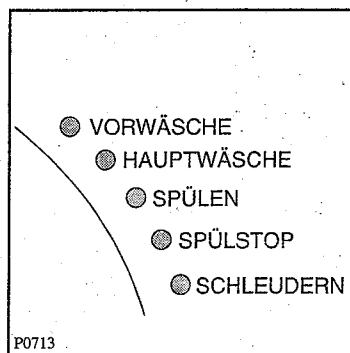 VORWÄSCHE
HAUPTWÄSCHE
SPÜLEN
SPÜLSTOP
SCHLEUDERN
P0713